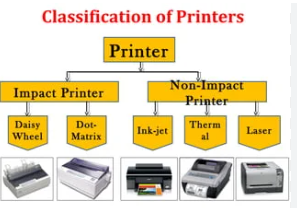 Classification of Printers
Printer
Impact Printer
Non-Impact
Printer
Daisy
Wheel
Dot-
Matrix
Ink-jet
Therm
al
Laser